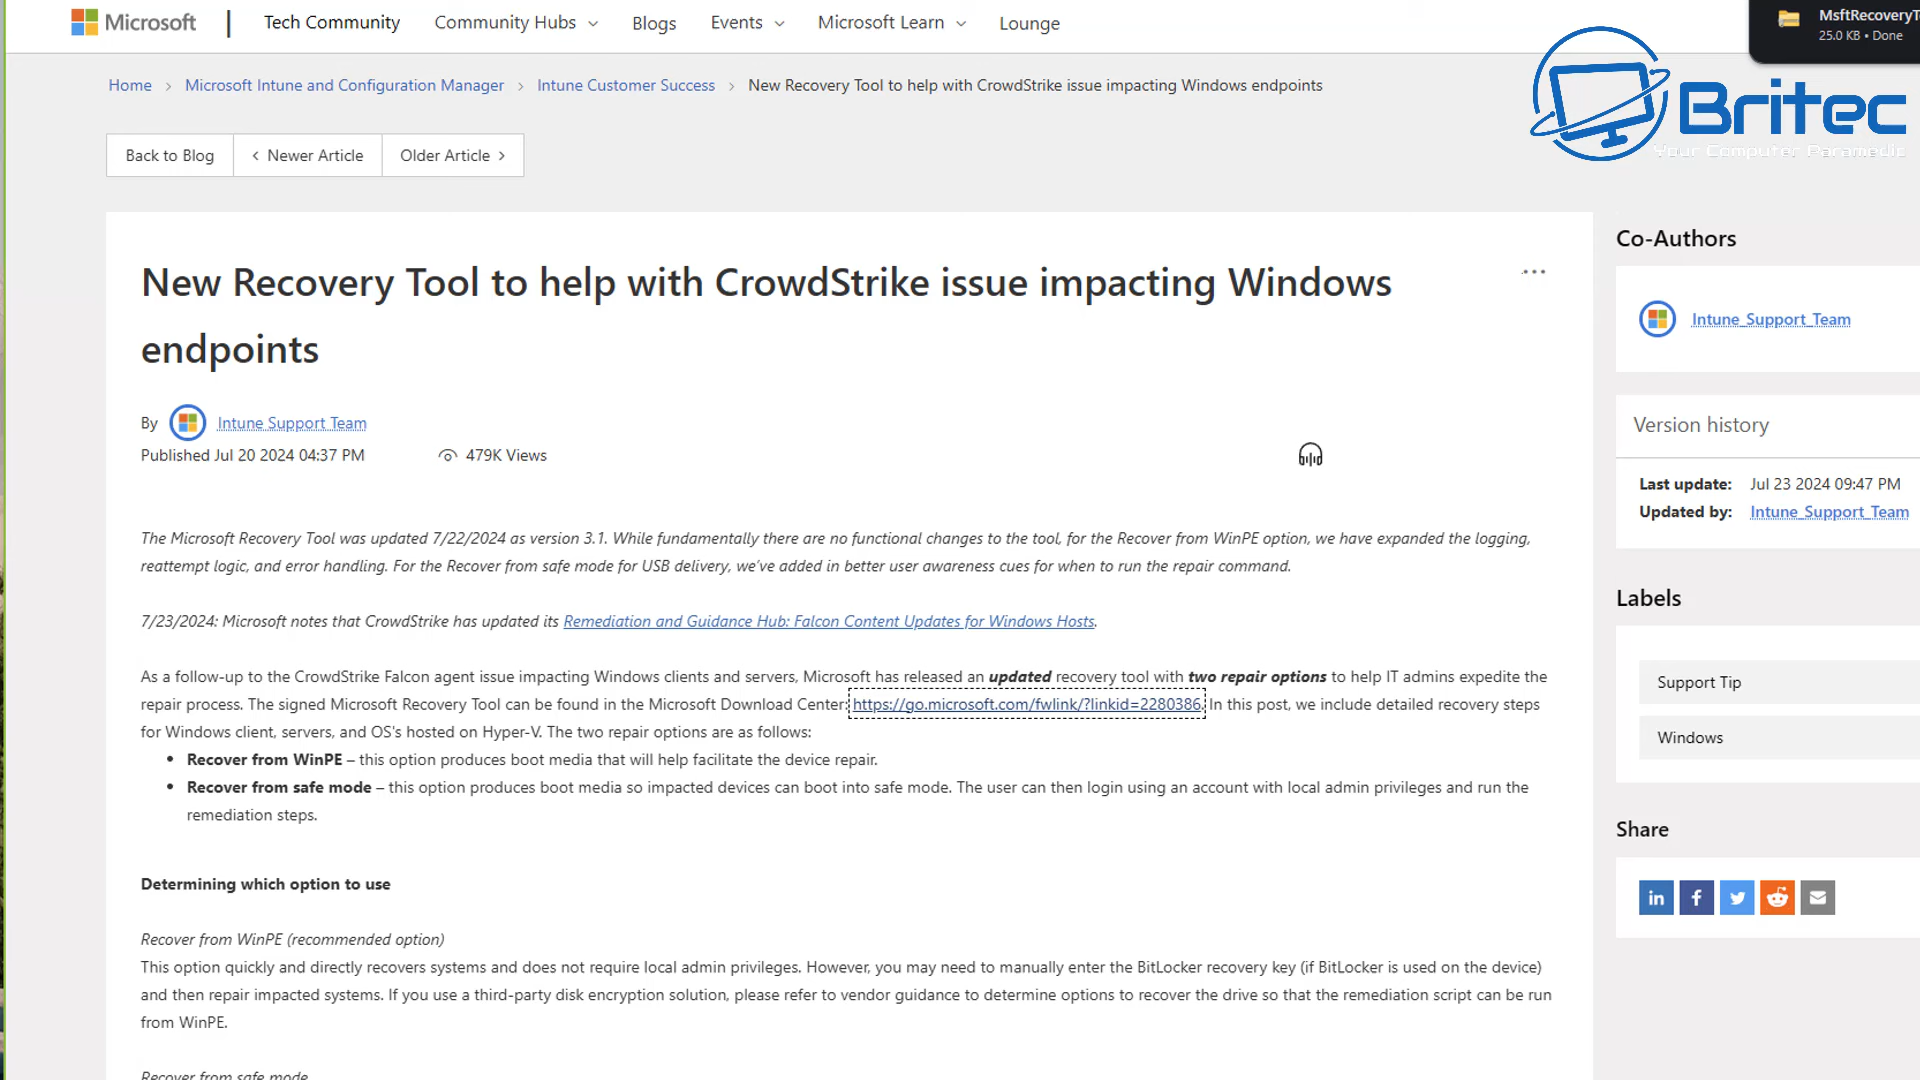 Microsoft
Tech Community
Community Hubs
Blogs
Events
Microsoft Learn
Lounge
MsftRecoveryT
25.0 KB • Done
Britec
Your Computer Paramedic
Home > Microsoft Intune and Configuration Manager > Intune Customer Success > New Recovery Tool to help with CrowdStrike issue impacting Windows endpoints
Back to Blog
< Newer Article
Older Article >
New Recovery Tool to help with CrowdStrike issue impacting Windows
endpoints
By Intune Support Team
Published Jul 20 2024 04:37 PM
479K Views
The Microsoft Recovery Tool was updated 7/22/2024 as version 3.1. While fundamentally there are no functional changes to the tool, for the Recover from WinPE option, we have expanded the logging,
reattempt logic, and error handling. For the Recover from safe mode for USB delivery, we've added in better user awareness cues for when to run the repair command.
7/23/2024: Microsoft notes that CrowdStrike has updated its Remediation and Guidance Hub: Falcon Content Updates for Windows Hosts.
As a follow-up to the CrowdStrike Falcon agent issue impacting Windows clients and servers, Microsoft has released an updated recovery tool with two repair options to help IT admins expedite the
repair process. The signed Microsoft Recovery Tool can be found in the Microsoft Download Center: https://go.microsoft.com/fwlink/?linkid=2280386. In this post, we include detailed recovery steps
for Windows client, servers, and OS's hosted on Hyper-V. The two repair options are as follows:
• Recover from WinPE – this option produces boot media that will help facilitate the device repair.
• Recover from safe mode – this option produces boot media so impacted devices can boot into safe mode. The user can then login using an account with local admin privileges and run the
remediation steps.
Determining which option to use
Recover from WinPE (recommended option)
This option quickly and directly recovers systems and does not require local admin privileges. However, you may need to manually enter the BitLocker recovery key (if BitLocker is used on the device)
and then repair impacted systems. If you use a third-party disk encryption solution, please refer to vendor guidance to determine options to recover the drive so that the remediation script can be run
from WinPE.
Recover from safe mode
Co-Authors
Intune_Support_Team
Version history
Last update: Jul 23 2024 09:47 PM
Updated by: Intune_Support_Team
Labels
Support Tip
Windows
Share